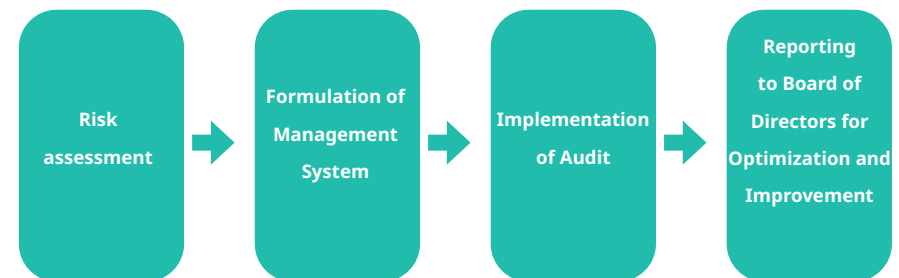 Risk
assessment
Formulation of
Management
System
Implementation
of Audit
Reporting
to Board of
Directors for
Optimization and
Improvement